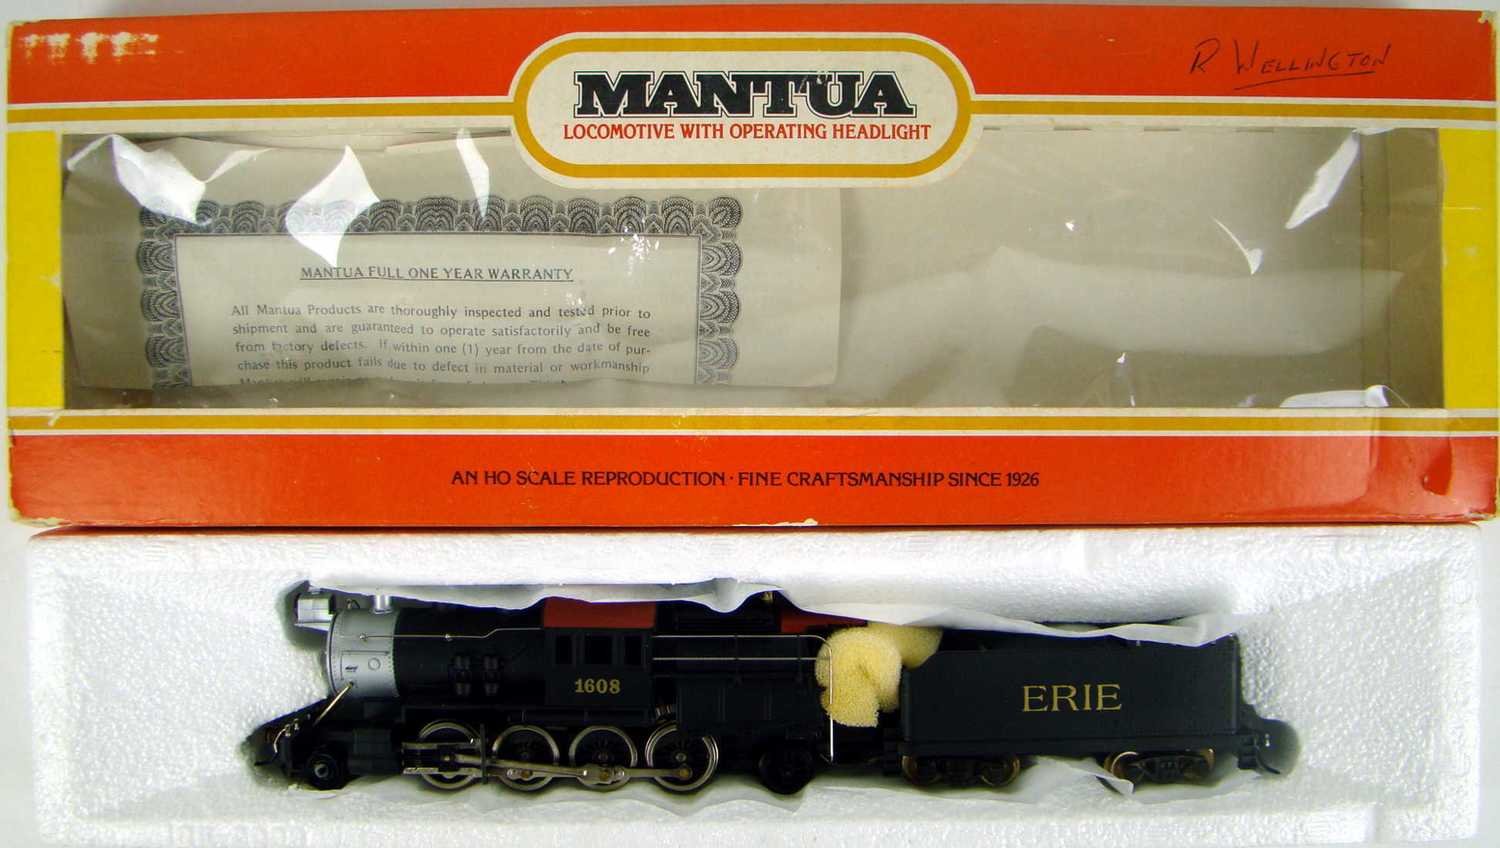 R WELLINGTON
MANTUA
LOCOMOTIVE WITH OPERATING HEADLIGHT
MANTUA FULL ONE YEAR WARRANTY
All Mantua Products are thoroughly inspected and tested prior to
shipment and are guaranteed to operate satisfactorily and be free
from factory defects. If within one (1) year from the date of pur-
chase this product fails due to defect in material or workmanship
AN HO SCALE REPRODUCTION · FINE CRAFTSMANSHIP SINCE 1926
1608
ERIE